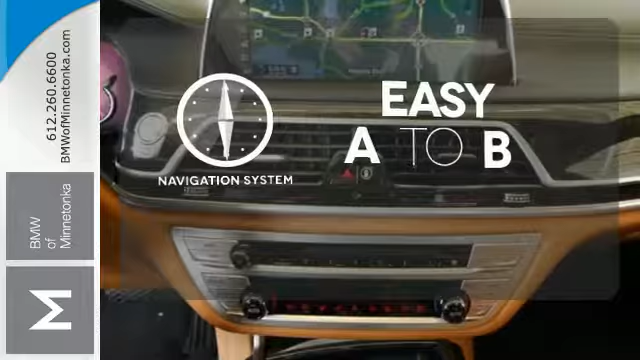 612.260.6600
BMWofMinnetonka.com
BMW
of
Minnetonka
M
NAVIGATION SYSTEM
EASY
A TO B